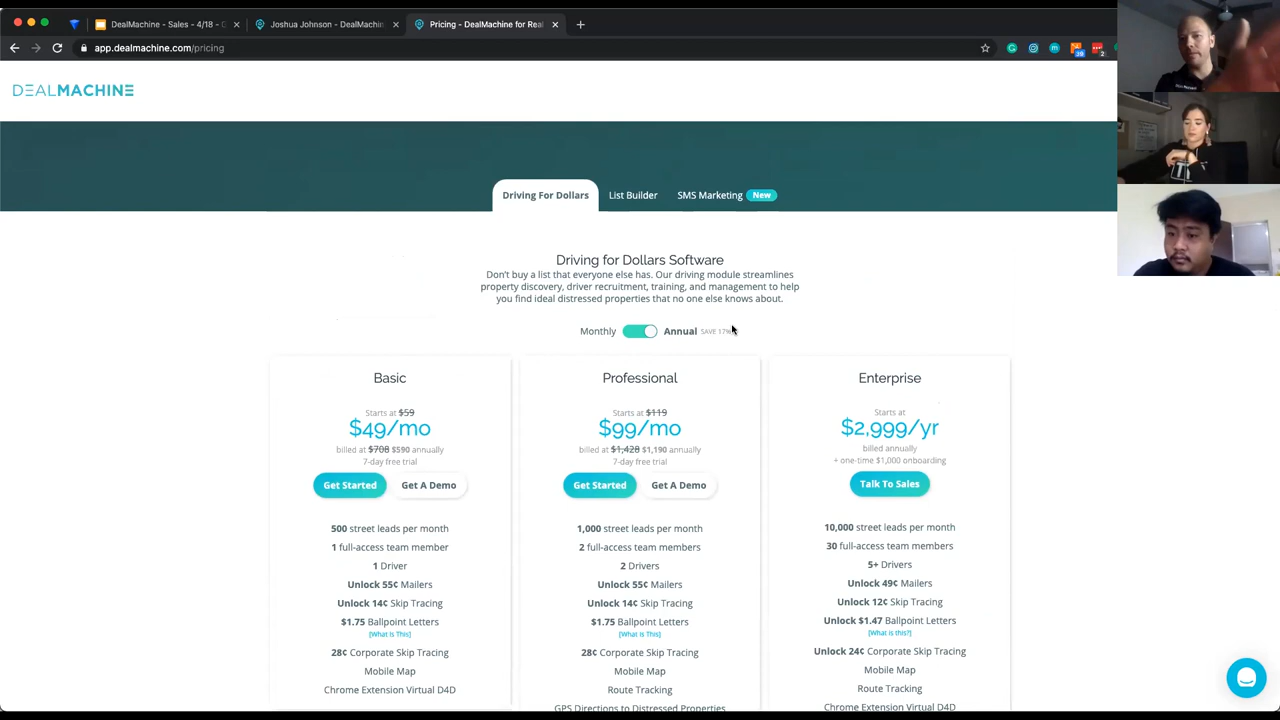 DealMachine - Sales - 4/18 - 
Joshua Johnson - DealMachin
Pricing - DealMachine for Real
app.dealmachine.com/pricing
DEALMACHINE
Driving For Dollars
List Builder
SMS Marketing New
Driving for Dollars Software
Don't buy a list that everyone else has. Our driving module streamlines
property discovery, driver recruitment, training, and management to help
you find ideal distressed properties that no one else knows about.
Monthly Annual SAVE 17%
Basic
Starts at $59
$49/mo
billed at $708 $590 annually
7-day free trial
Get Started Get A Demo
500 street leads per month
1 full-access team member
1 Driver
Unlock 55¢ Mailers
Unlock 14¢ Skip Tracing
$1.75 Ballpoint Letters
[What Is This]
28¢ Corporate Skip Tracing
Mobile Map
Chrome Extension Virtual D4D
Professional
Starts at $119
$99/mo
billed at $1,428 $1,190 annually
7-day free trial
Get Started Get A Demo
1,000 street leads per month
2 full-access team members
2 Drivers
Unlock 55¢ Mailers
Unlock 14¢ Skip Tracing
$1.75 Ballpoint Letters
[What Is This]
28¢ Corporate Skip Tracing
Mobile Map
Route Tracking
GPS Directions to Distressed Properties
Enterprise
Starts at
$2,999/yr
billed annually
+ one-time $1,000 onboarding
Talk To Sales
10,000 street leads per month
30 full-access team members
5+ Drivers
Unlock 49¢ Mailers
Unlock 12¢ Skip Tracing
Unlock $1.47 Ballpoint Letters
[What is this?]
Unlock 24¢ Corporate Skip Tracing
Mobile Map
Route Tracking
Chrome Extension Virtual D4D